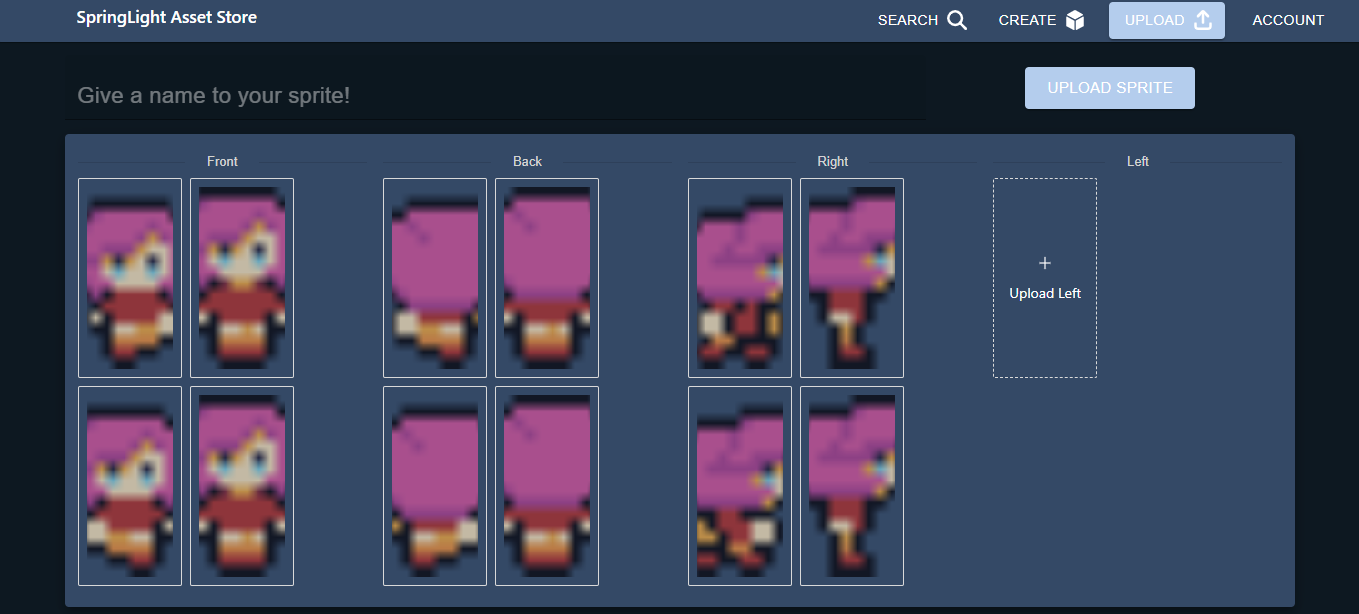 SpringLight Asset Store
SEARCH
CREATE
UPLOAD
ACCOUNT
Give a name to your sprite!
UPLOAD SPRITE
Front
Back
Right
Left
+
Upload Left